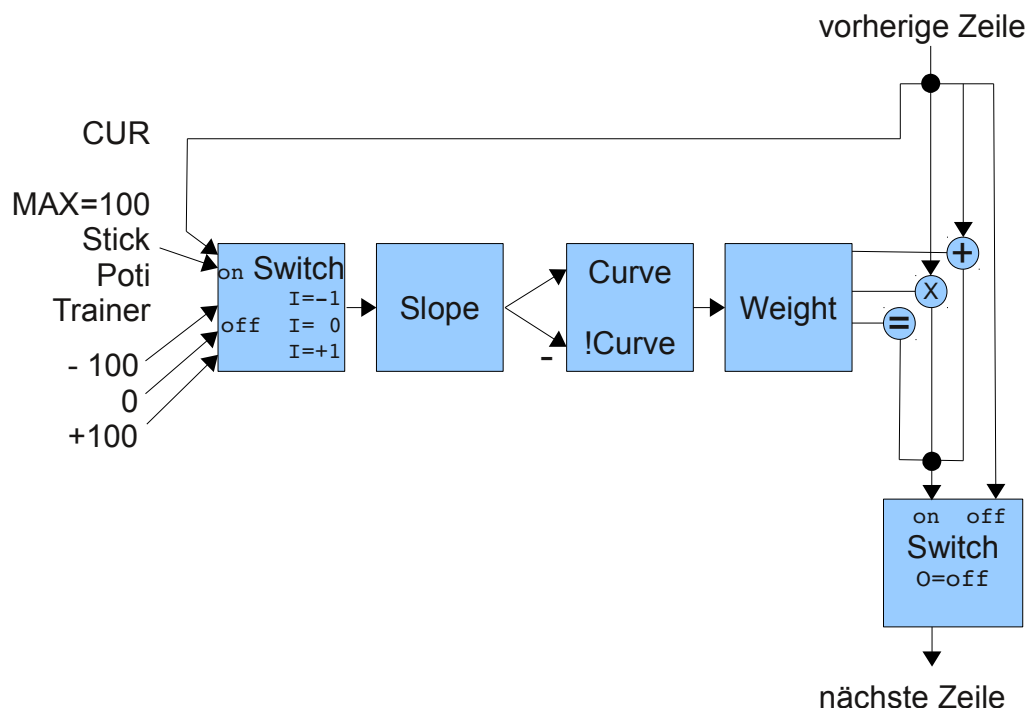 vorherige Zeile
CUR
MAX=100
Stick
Poti
Trainer
- 100
0
+100
on Switch
I=-1
off I= 0
I=+1
Slope
Curve
!Curve
-
Weight
+
X
=
on off
Switch
O=off
nächste Zeile